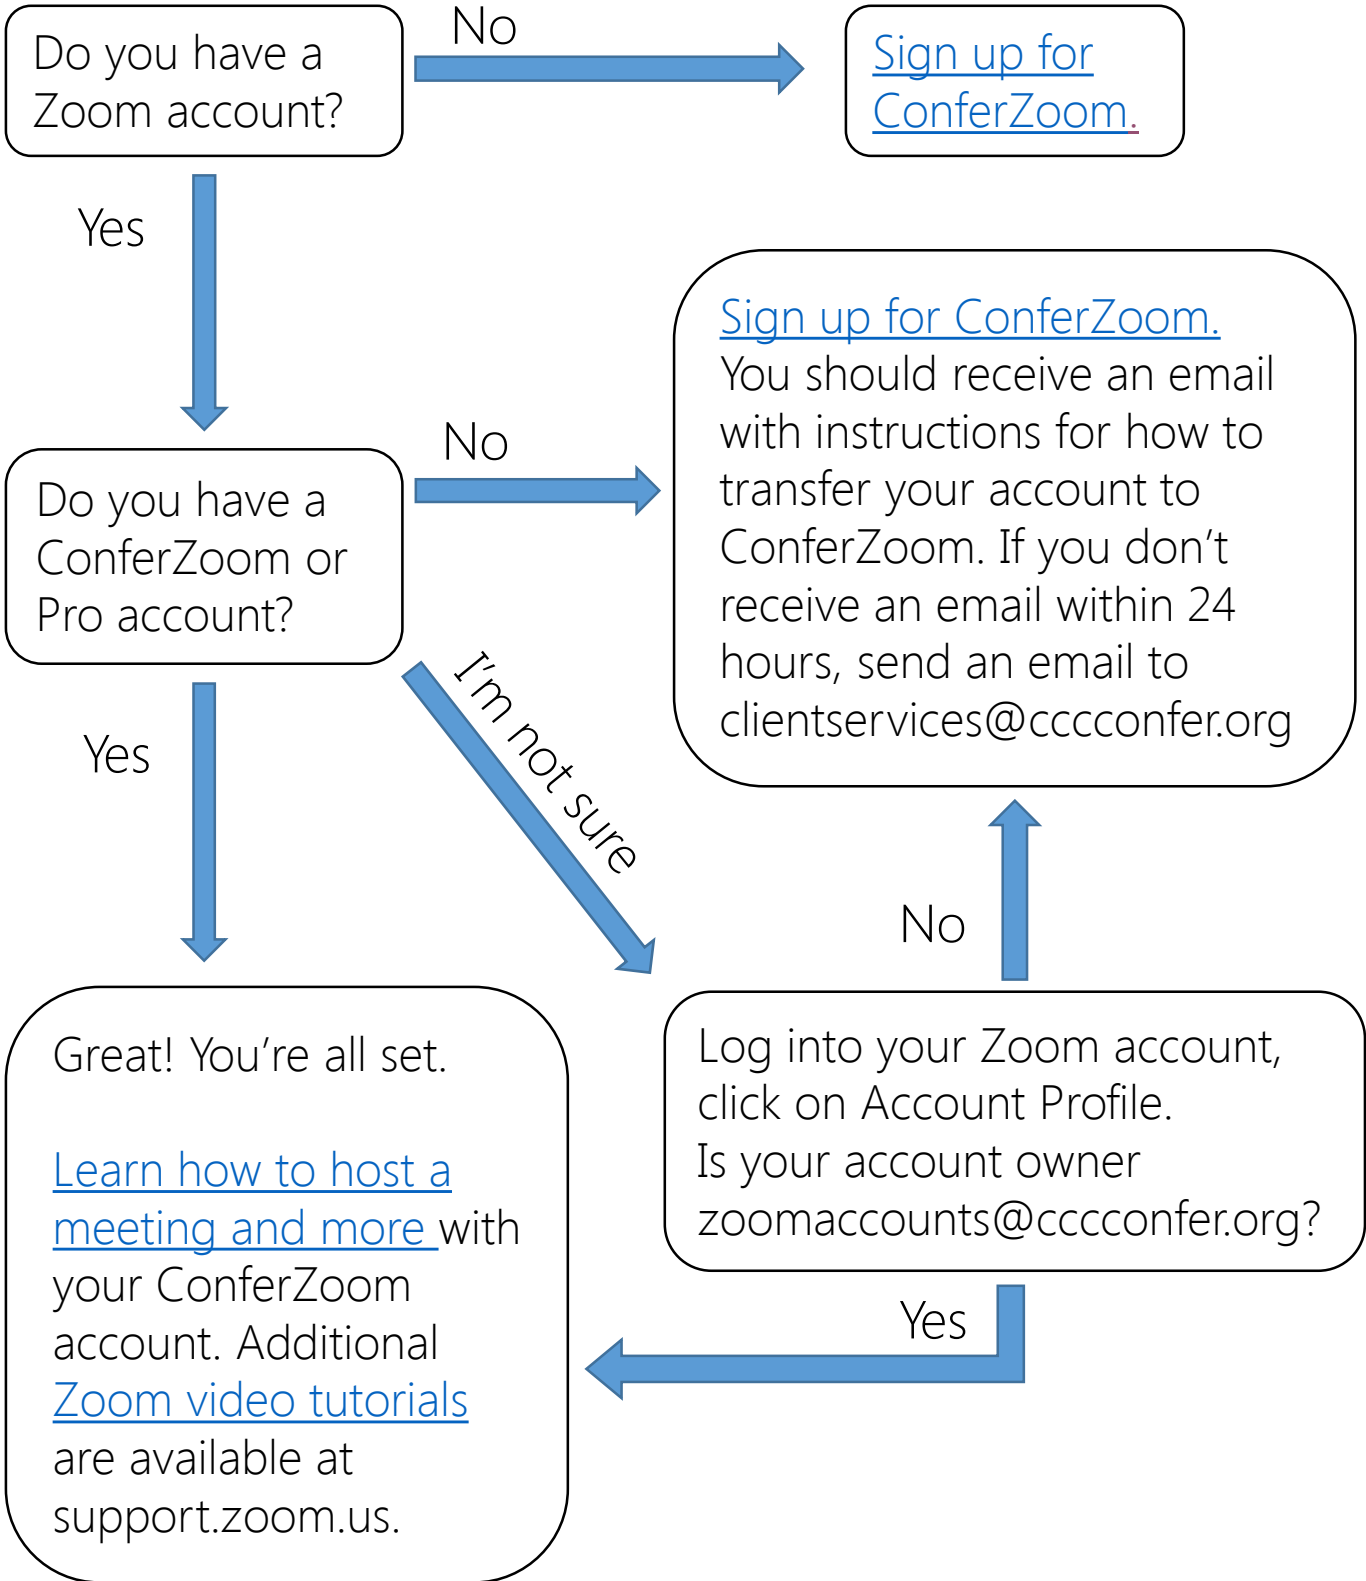 Do you have a
Zoom account?
No
Sign up for
ConferZoom.
Yes
Do you have a
ConferZoom or
Pro account?
No
Sign up for ConferZoom.
You should receive an email
with instructions for how to
transfer your account to
ConferZoom. If you don’t
receive an email within 24
hours, send an email to
clientservices@cccconfer.org
Yes
I’m not sure
No
Great! You’re all set.
Learn how to host a
meeting and more with
your ConferZoom
account. Additional
Zoom video tutorials
are available at
support.zoom.us.
Log into your Zoom account,
click on Account Profile.
Is your account owner
zoomaccounts@cccconfer.org?
Yes